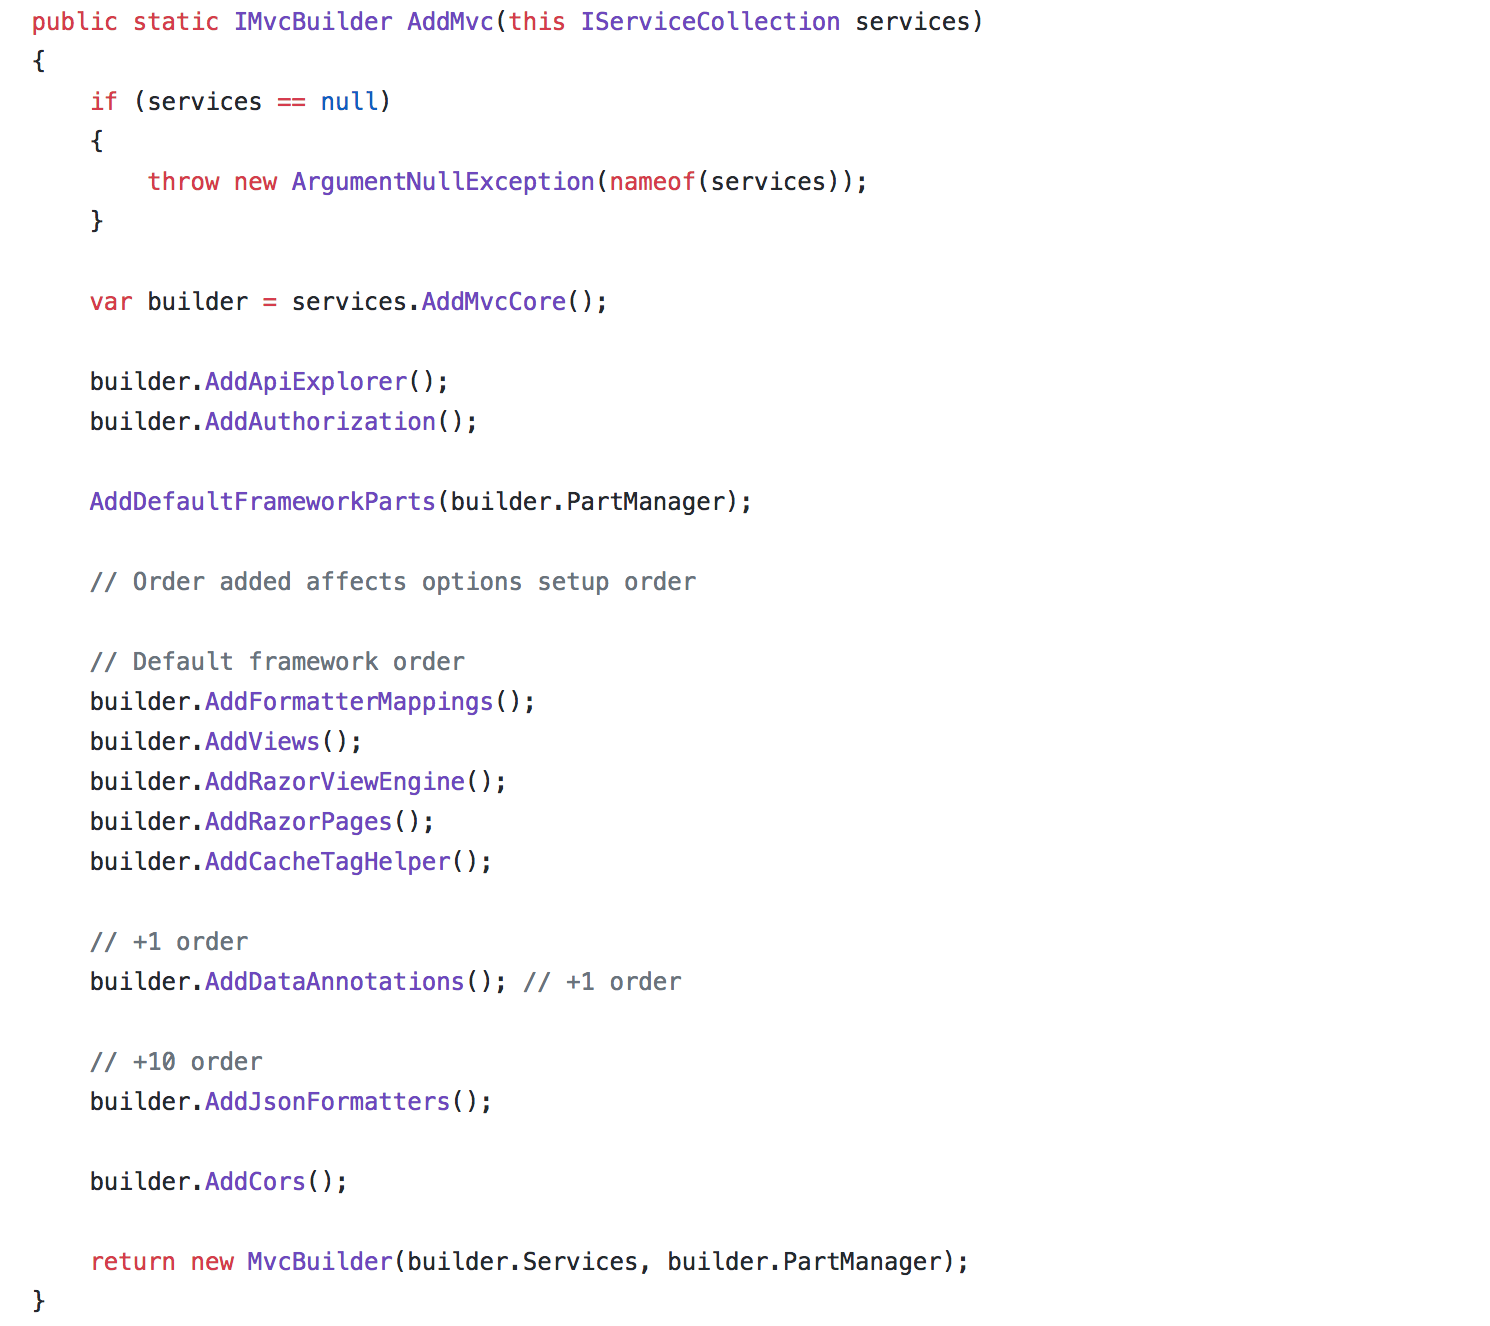 public static IMvcBuilder AddMvc(this IServiceCollection services)
{
    if (services == null)
    {
        throw new ArgumentNullException(nameof(services));
    }

    var builder = services.AddMvcCore();

    builder.AddApiExplorer();
    builder.AddAuthorization();

    AddDefaultFrameworkParts(builder.PartManager);

    // Order added affects options setup order

    // Default framework order
    builder.AddFormatterMappings();
    builder.AddViews();
    builder.AddRazorViewEngine();
    builder.AddRazorPages();
    builder.AddCacheTagHelper();

    // +1 order
    builder.AddDataAnnotations(); // +1 order

    // +10 order
    builder.AddJsonFormatters();

    builder.AddCors();

    return new MvcBuilder(builder.Services, builder.PartManager);
}